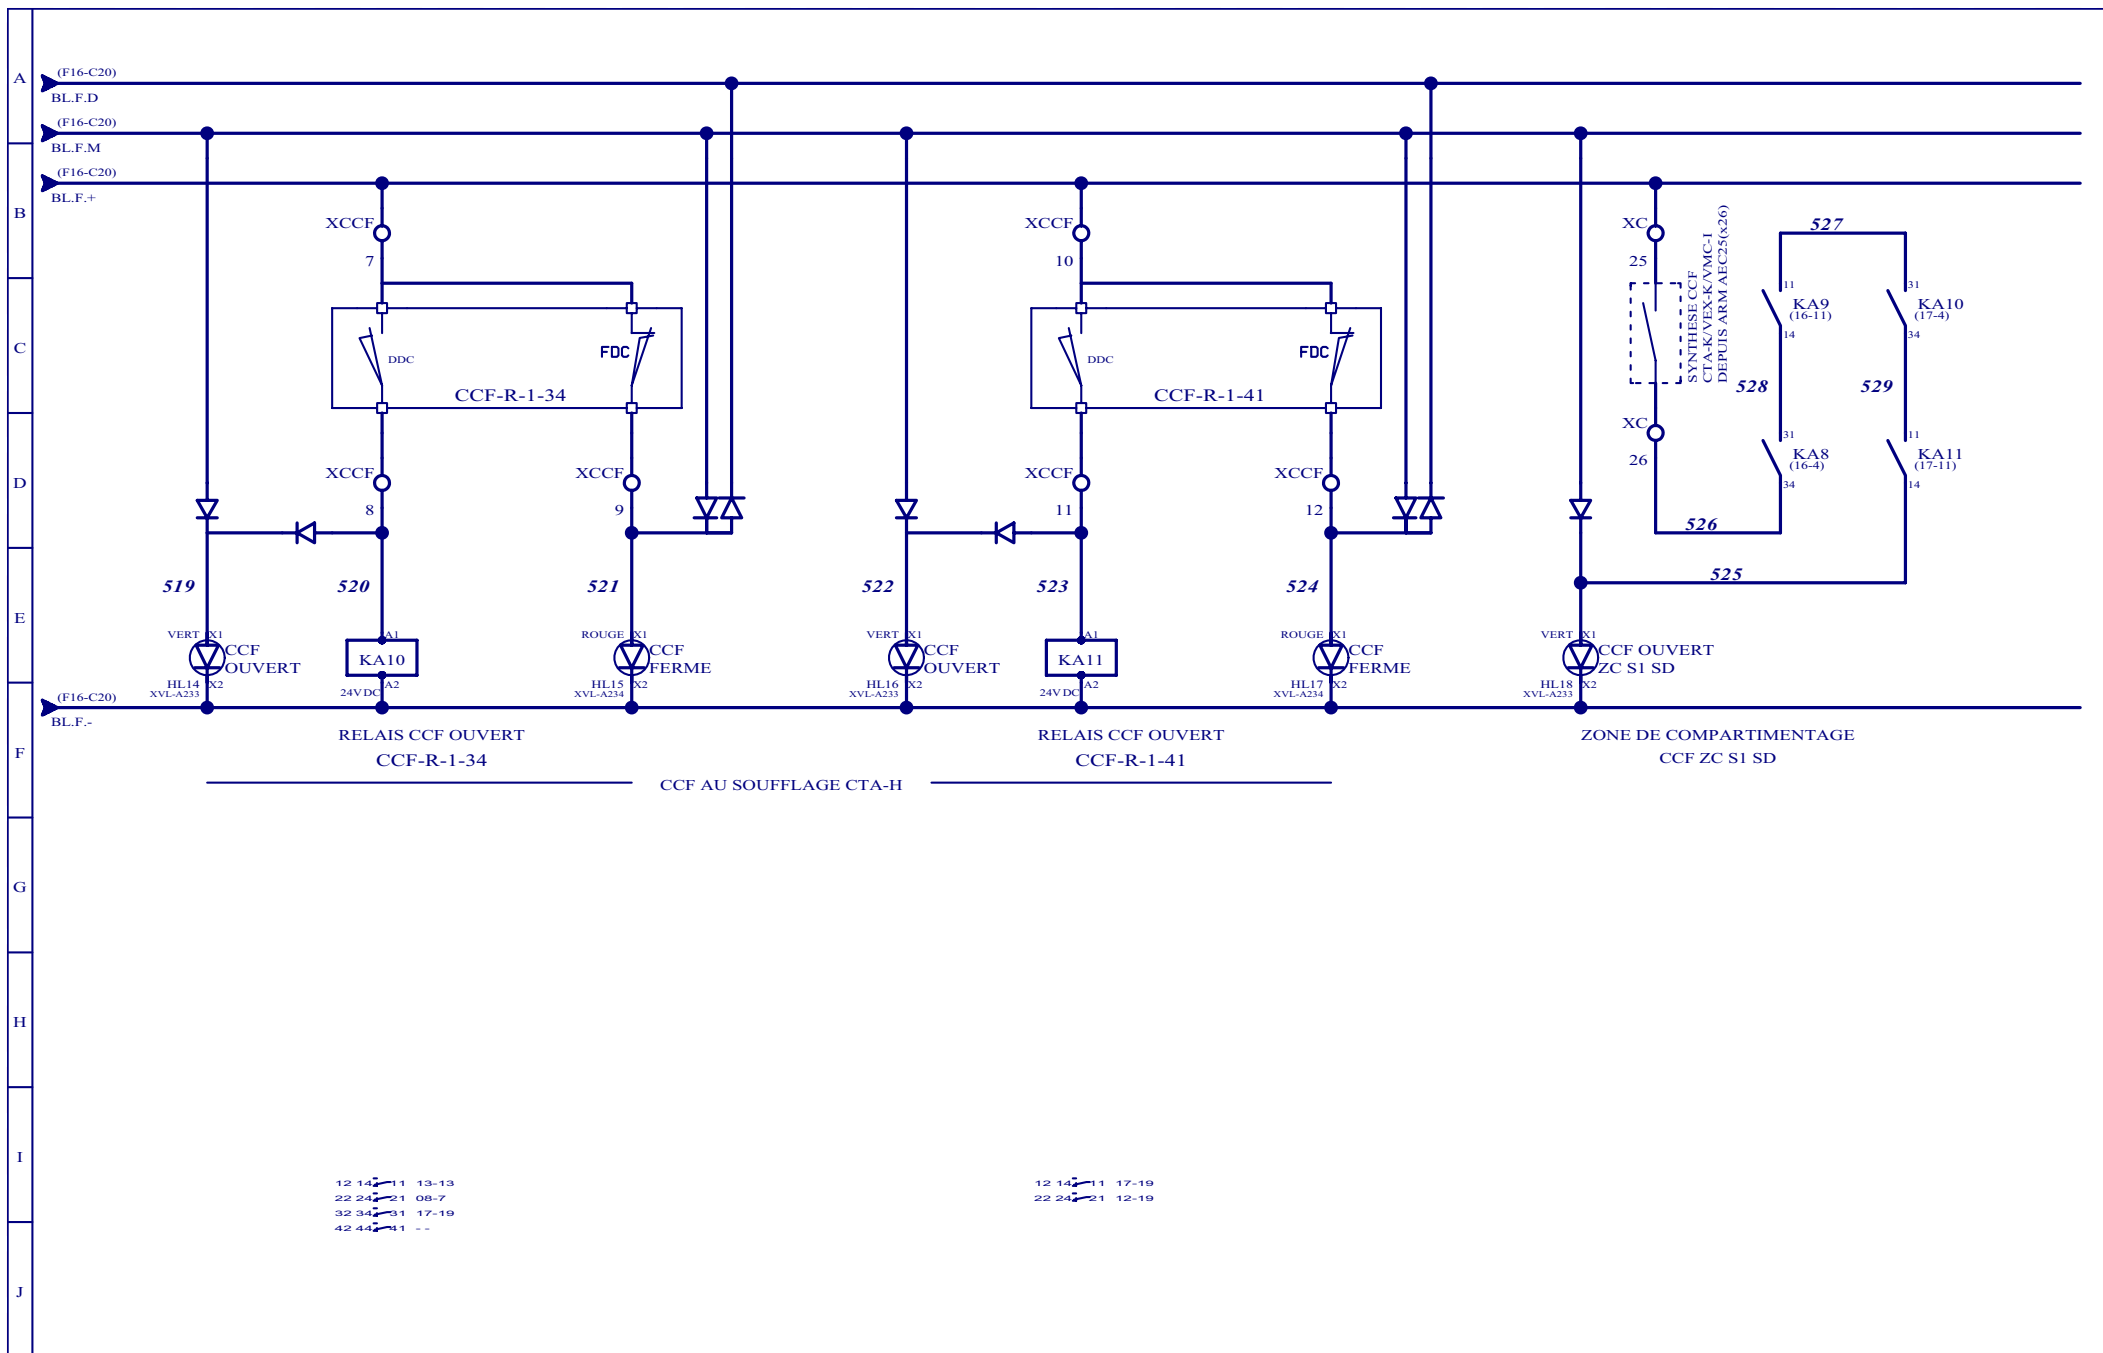 A
(F16-C20)
BL.F.D
(F16-C20)
BL.F.M
(F16-C20)
BL.F.+
B
XCCF
7
XCCF
10
XC
25
SYNTHESE CCF
CTA-K/VEX-K/VMC-I
DEPUIS ARM AEC25(x26)
527
11
KA9
(16-11)
14
31
KA10
(17-4)
34
C
DDC
FDC
CCF-R-1-34
DDC
FDC
CCF-R-1-41
528
529
D
XCCF
8
XCCF
9
XCCF
11
XCCF
12
XC
26
31
KA8
(16-4)
34
11
KA11
(17-11)
14
526
525
519
520
521
522
523
524
E
VERT X1
CCF
OUVERT
HL14 X2
XVL-A233
A1
KA10
A2
24VDC
ROUGE X1
CCF
FERME
HL15 X2
XVL-A234
VERT X1
CCF
OUVERT
HL16 X2
XVL-A233
A1
KA11
A2
24VDC
ROUGE X1
CCF
FERME
HL17 X2
XVL-A234
VERT X1
CCF OUVERT
ZC S1 SD
HL18 X2
XVL-A233
(F16-C20)
BL.F.-
F
RELAIS CCF OUVERT
CCF-R-1-34
RELAIS CCF OUVERT
CCF-R-1-41
ZONE DE COMPARTIMENTAGE
CCF ZC S1 SD
CCF AU SOUFFLAGE CTA-H
G
H
I
12 14 11 13-13
22 24 21 08-7
32 34 31 17-19
42 44 41 - -
12 14 11 17-19
22 24 21 12-19
J